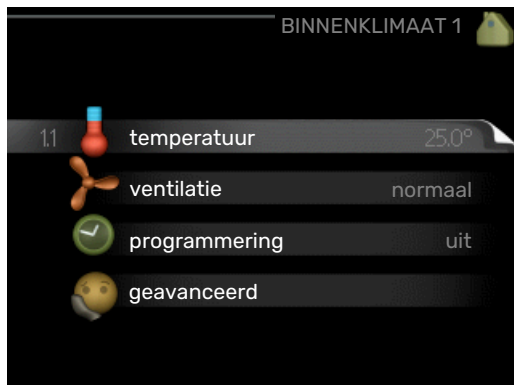 BINNENKLIMAAT 1
1.1 temperatuur 25.0°
ventilatie normaal
programmering uit
geavanceerd